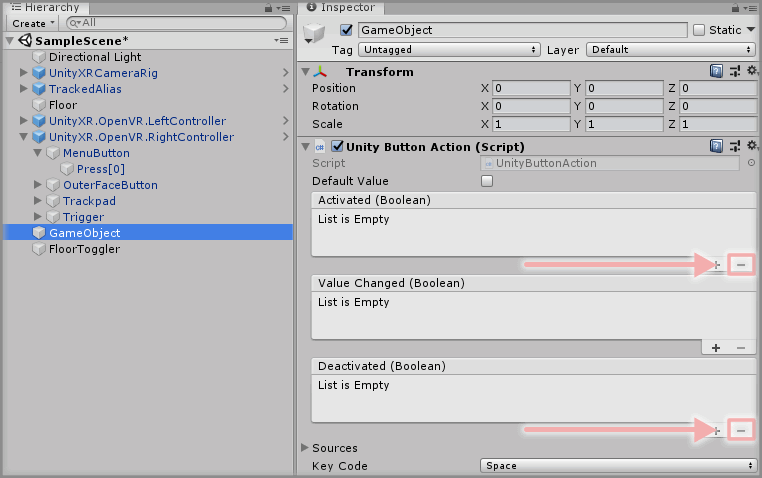 Hierarchy
Create
All
SampleScene*
Directional Light
UnityXRCameraRig
TrackedAlias
Floor
UnityXR.OpenVR.LeftController
UnityXR.OpenVR.RightController
MenuButton
Press[0]
OuterFaceButton
Trackpad
Trigger
GameObject
FloorToggler
Inspector
GameObject
Static
Tag Untagged Layer Default
Transform
Position X 0 Y 0 Z 0
Rotation X 0 Y 0 Z 0
Scale X 1 Y 1 Z 1
Unity Button Action (Script)
Script UnityButtonAction
Default Value
Activated (Boolean)
List is Empty
+ −
Value Changed (Boolean)
List is Empty
+ −
Deactivated (Boolean)
List is Empty
+ −
Sources
Key Code Space